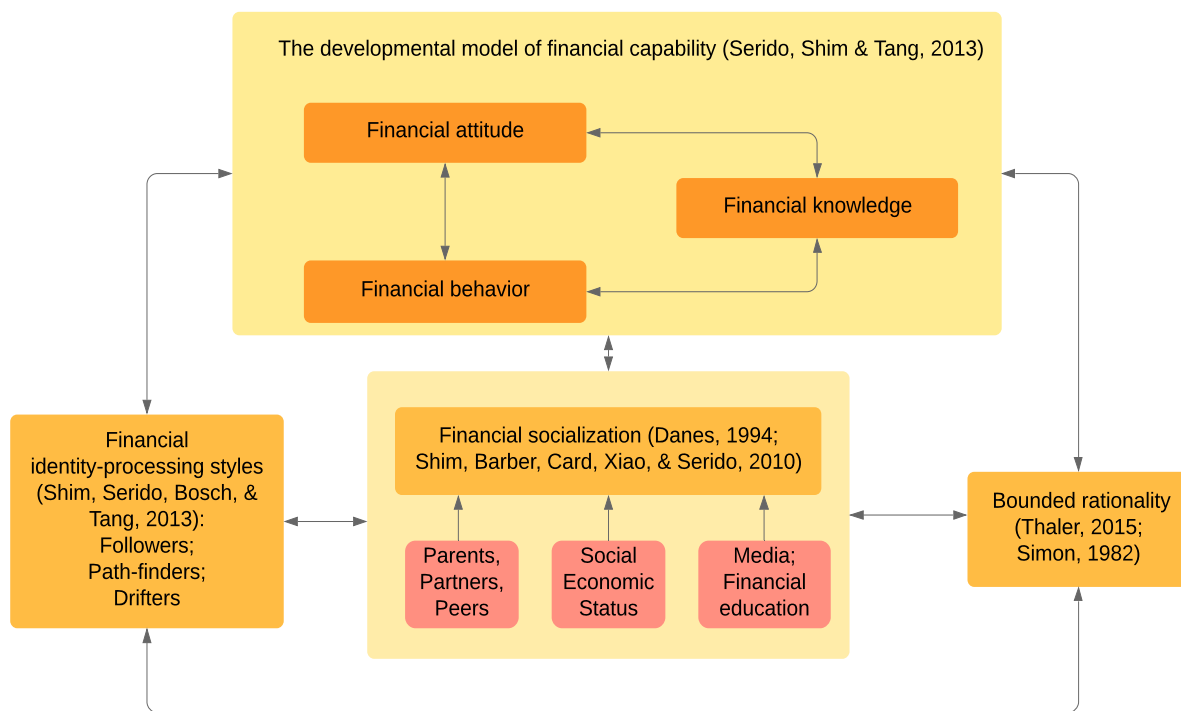 The developmental model of financial capability (Serido, Shim & Tang, 2013)
Financial attitude
Financial knowledge
Financial behavior
Financial
identity-processing styles
(Shim, Serido, Bosch, &
Tang, 2013):
Followers;
Path-finders;
Drifters
Financial socialization (Danes, 1994;
Shim, Barber, Card, Xiao, & Serido, 2010)
Parents,
Partners,
Peers
Social
Economic
Status
Media;
Financial
education
Bounded rationality
(Thaler, 2015;
Simon, 1982)